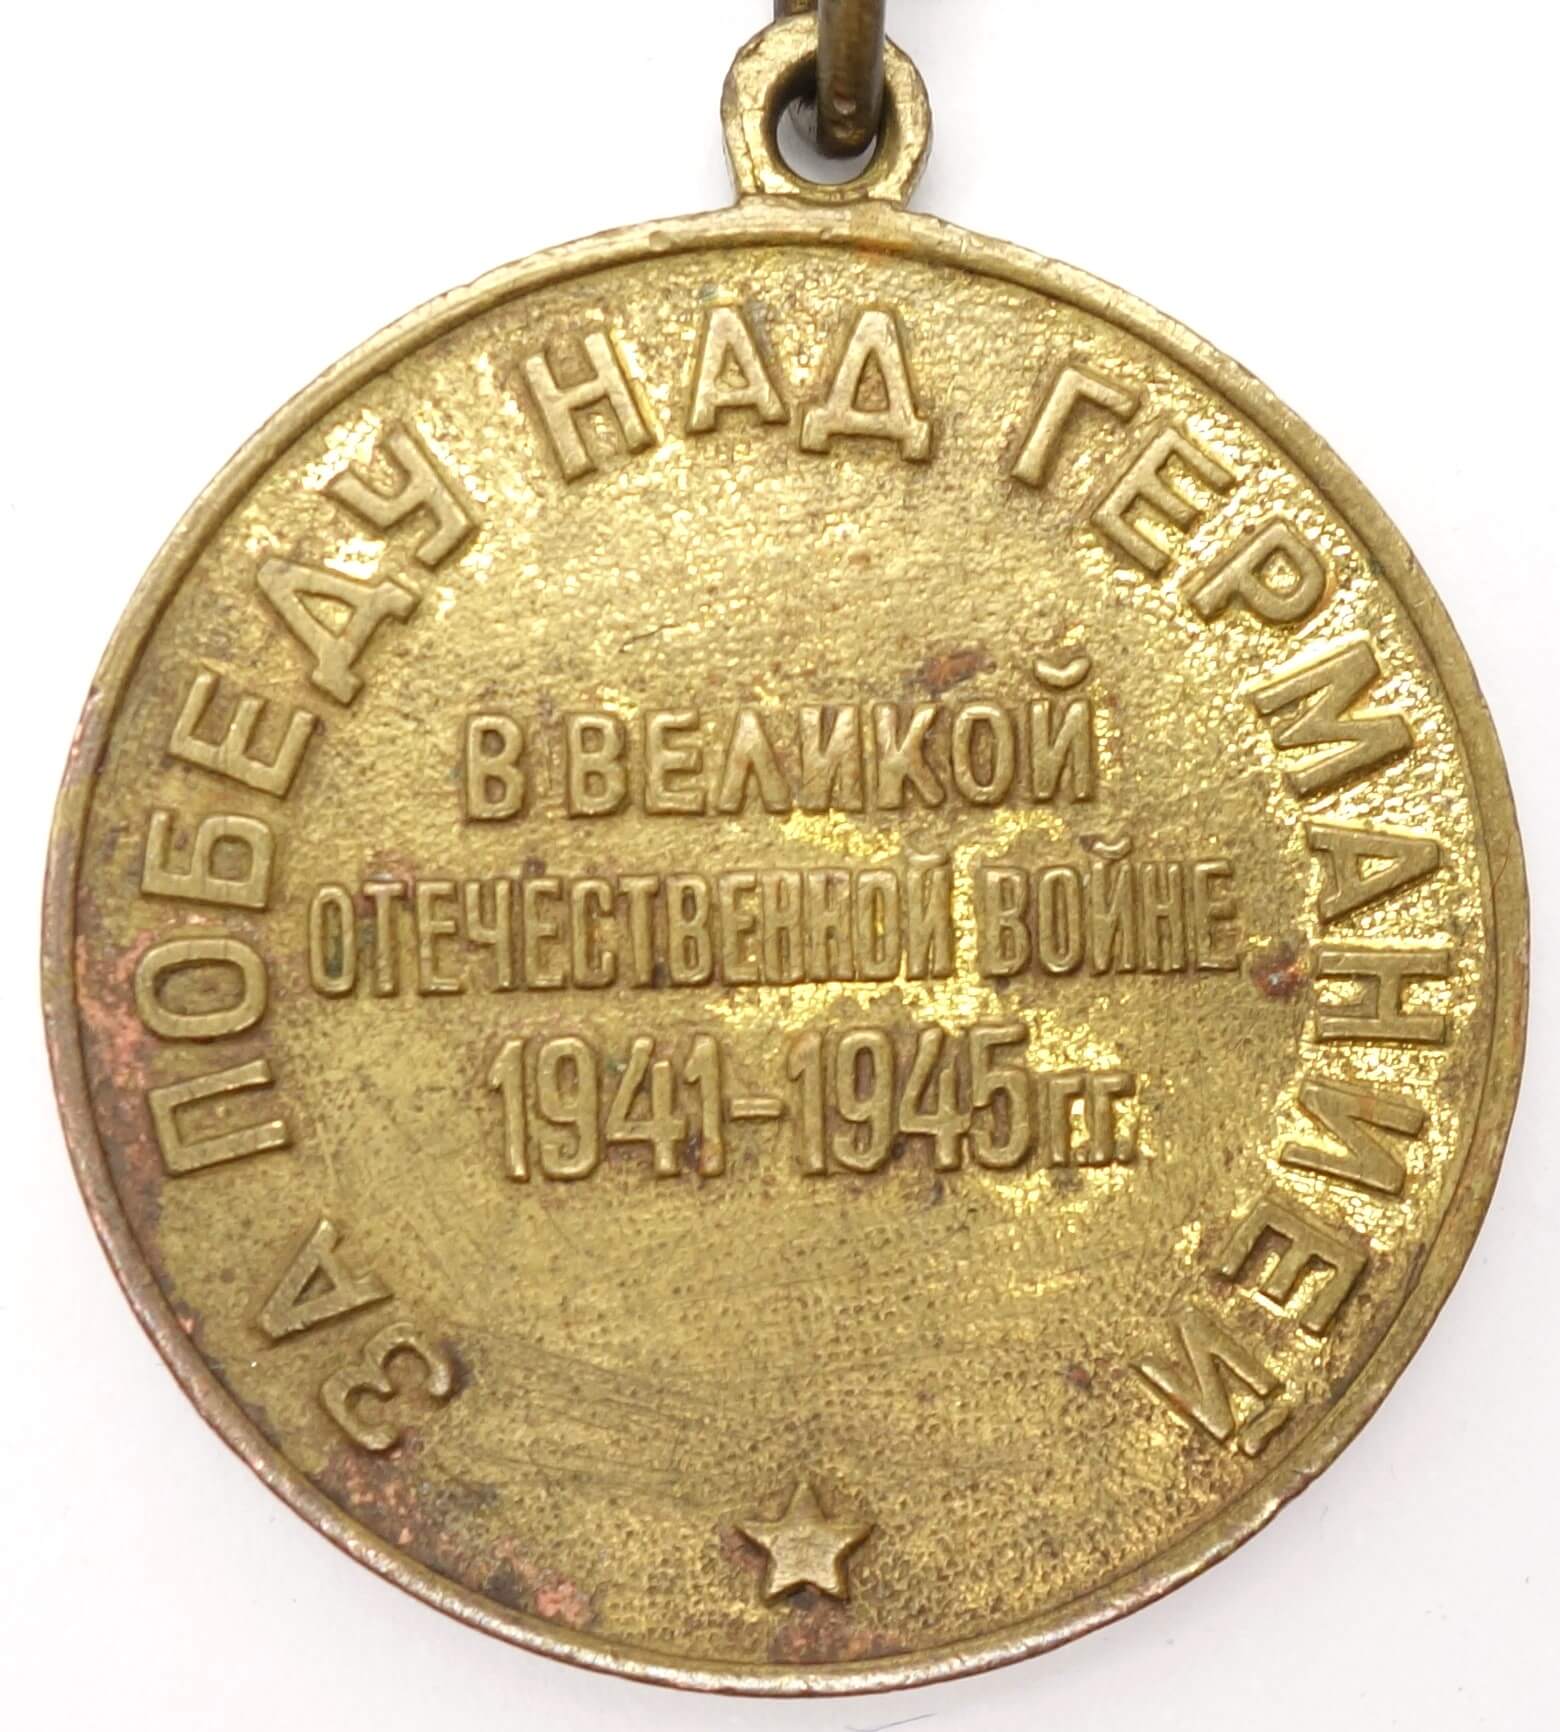 ЗА ПОБЕДУ НАД ГЕРМАНИЕЙ
В ВЕЛИКОЙ
ОТЕЧЕСТВЕННОЙ ВОЙНЕ
1941-1945 г.г.